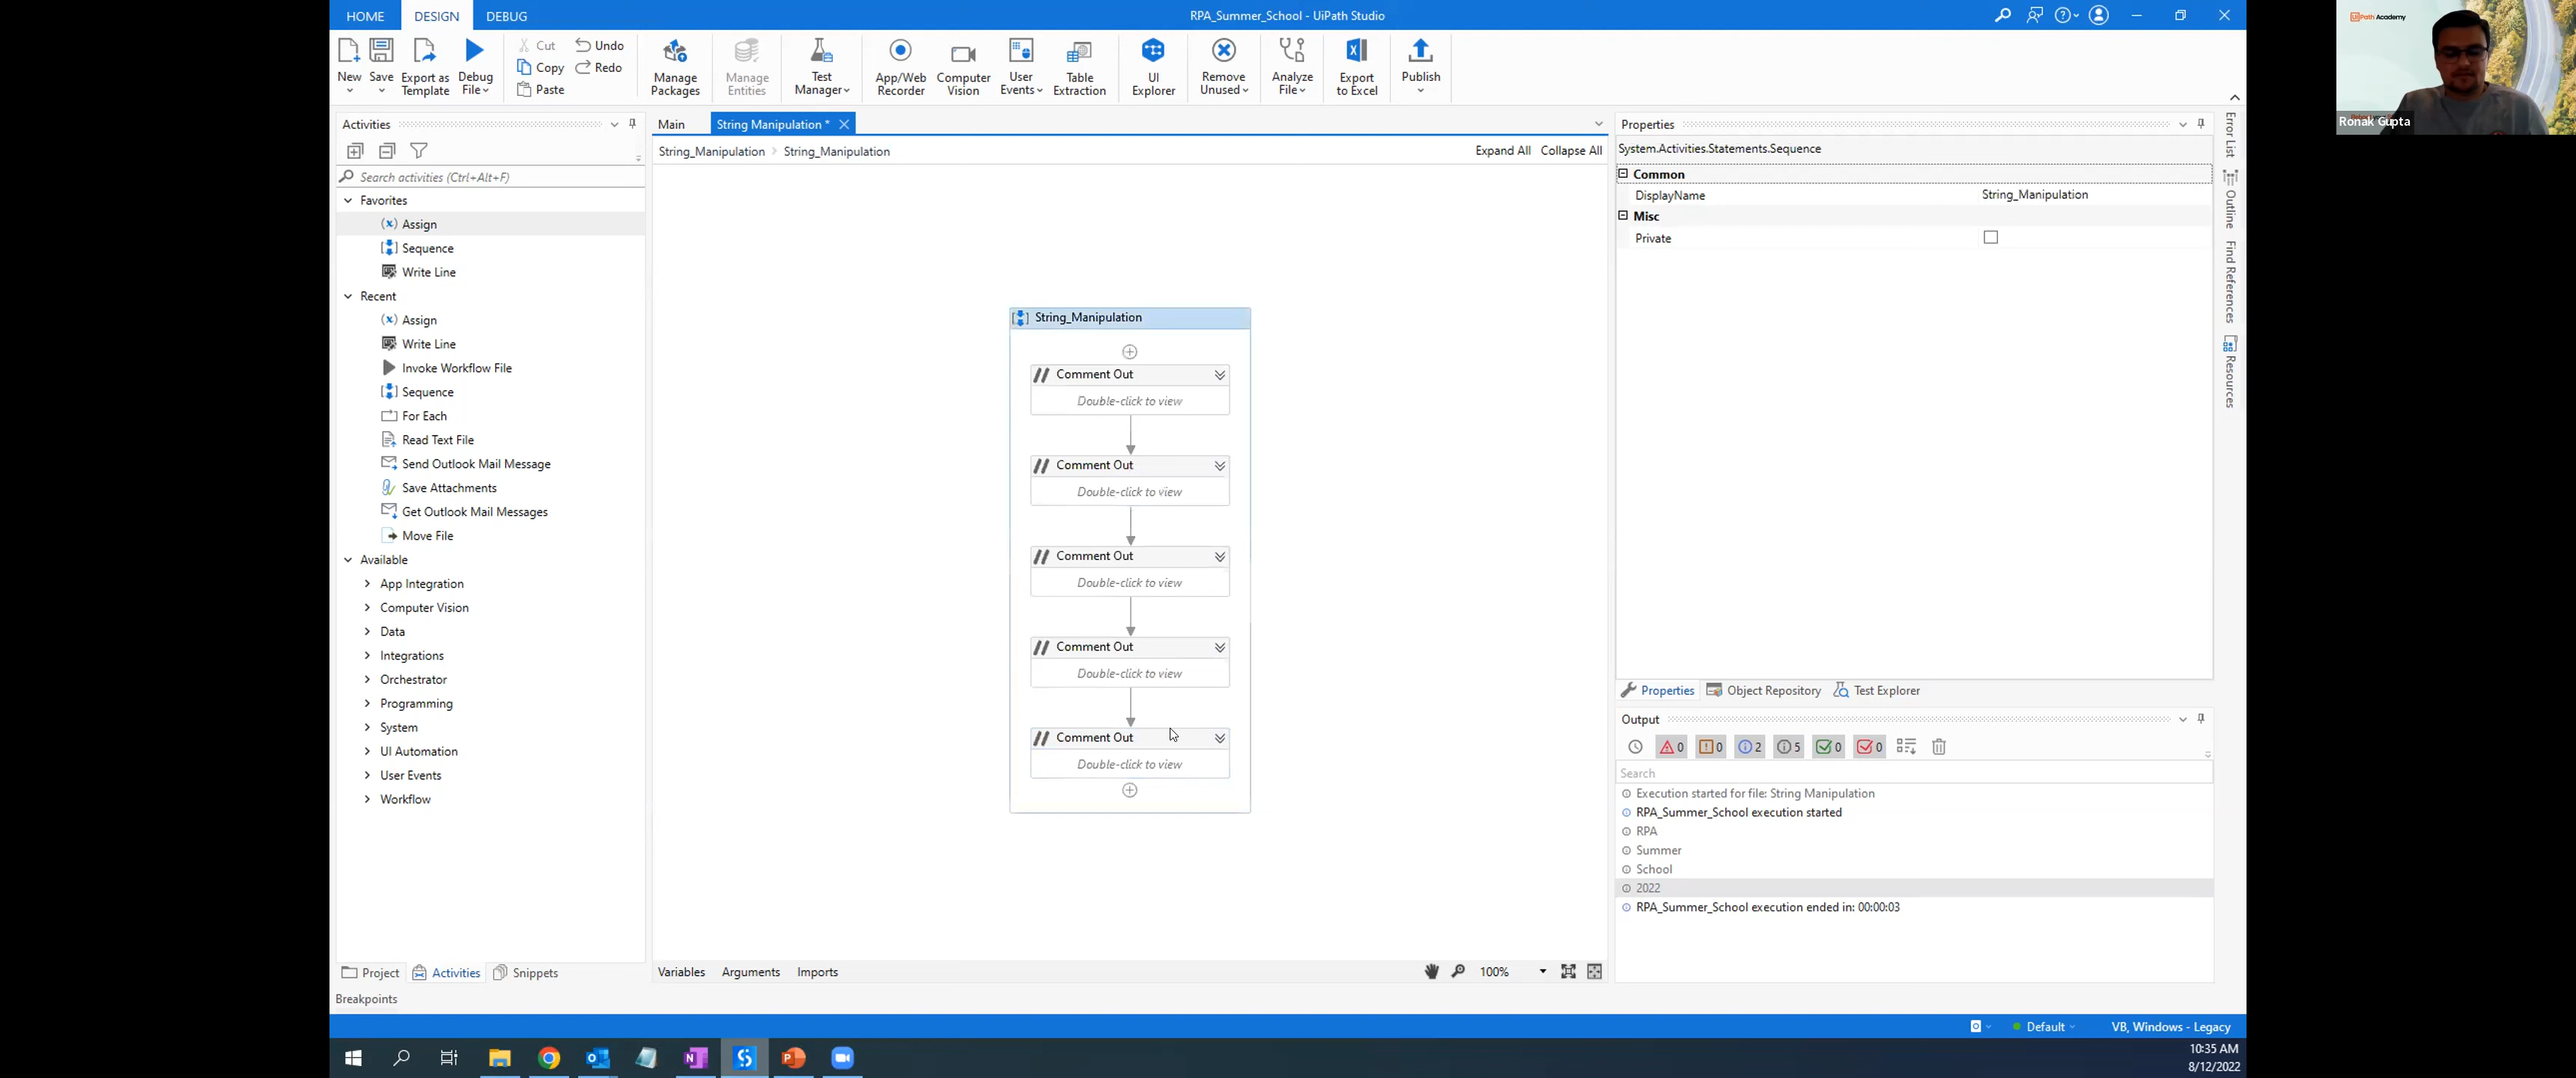 HOME DESIGN DEBUG RPA_Summer_School - UiPath Studio
New Save Export as Template Debug File Cut Copy Paste Undo Redo Manage Packages Manage Entities Test Manager App/Web Recorder Computer Vision User Events Table Extraction UI Explorer Remove Unused Analyze File Export to Excel Publish
Activities
Search activities (Ctrl+Alt+F)
Favorites
Assign
Sequence
Write Line
Recent
Assign
Write Line
Invoke Workflow File
Sequence
For Each
Read Text File
Send Outlook Mail Message
Save Attachments
Get Outlook Mail Messages
Move File
Available
App Integration
Computer Vision
Data
Integrations
Orchestrator
Programming
System
UI Automation
User Events
Workflow
Project Activities Snippets
Breakpoints
Main String Manipulation *
String_Manipulation String_Manipulation Expand All Collapse All
String_Manipulation
Comment Out
Double-click to view
Comment Out
Double-click to view
Comment Out
Double-click to view
Comment Out
Double-click to view
Comment Out
Double-click to view
Variables Arguments Imports 100%
Properties
System.Activities.Statements.Sequence
Common
DisplayName String_Manipulation
Misc
Private
Properties Object Repository Test Explorer
Output
0 0 2 5 0 0
Search
Execution started for file: String Manipulation
RPA_Summer_School execution started
RPA
Summer
School
2022
RPA_Summer_School execution ended in: 00:00:03
Error List
Outline
Find References
Resources
Default VB, Windows - Legacy
10:35 AM
8/12/2022
UiPath Academy
Ronak Gupta